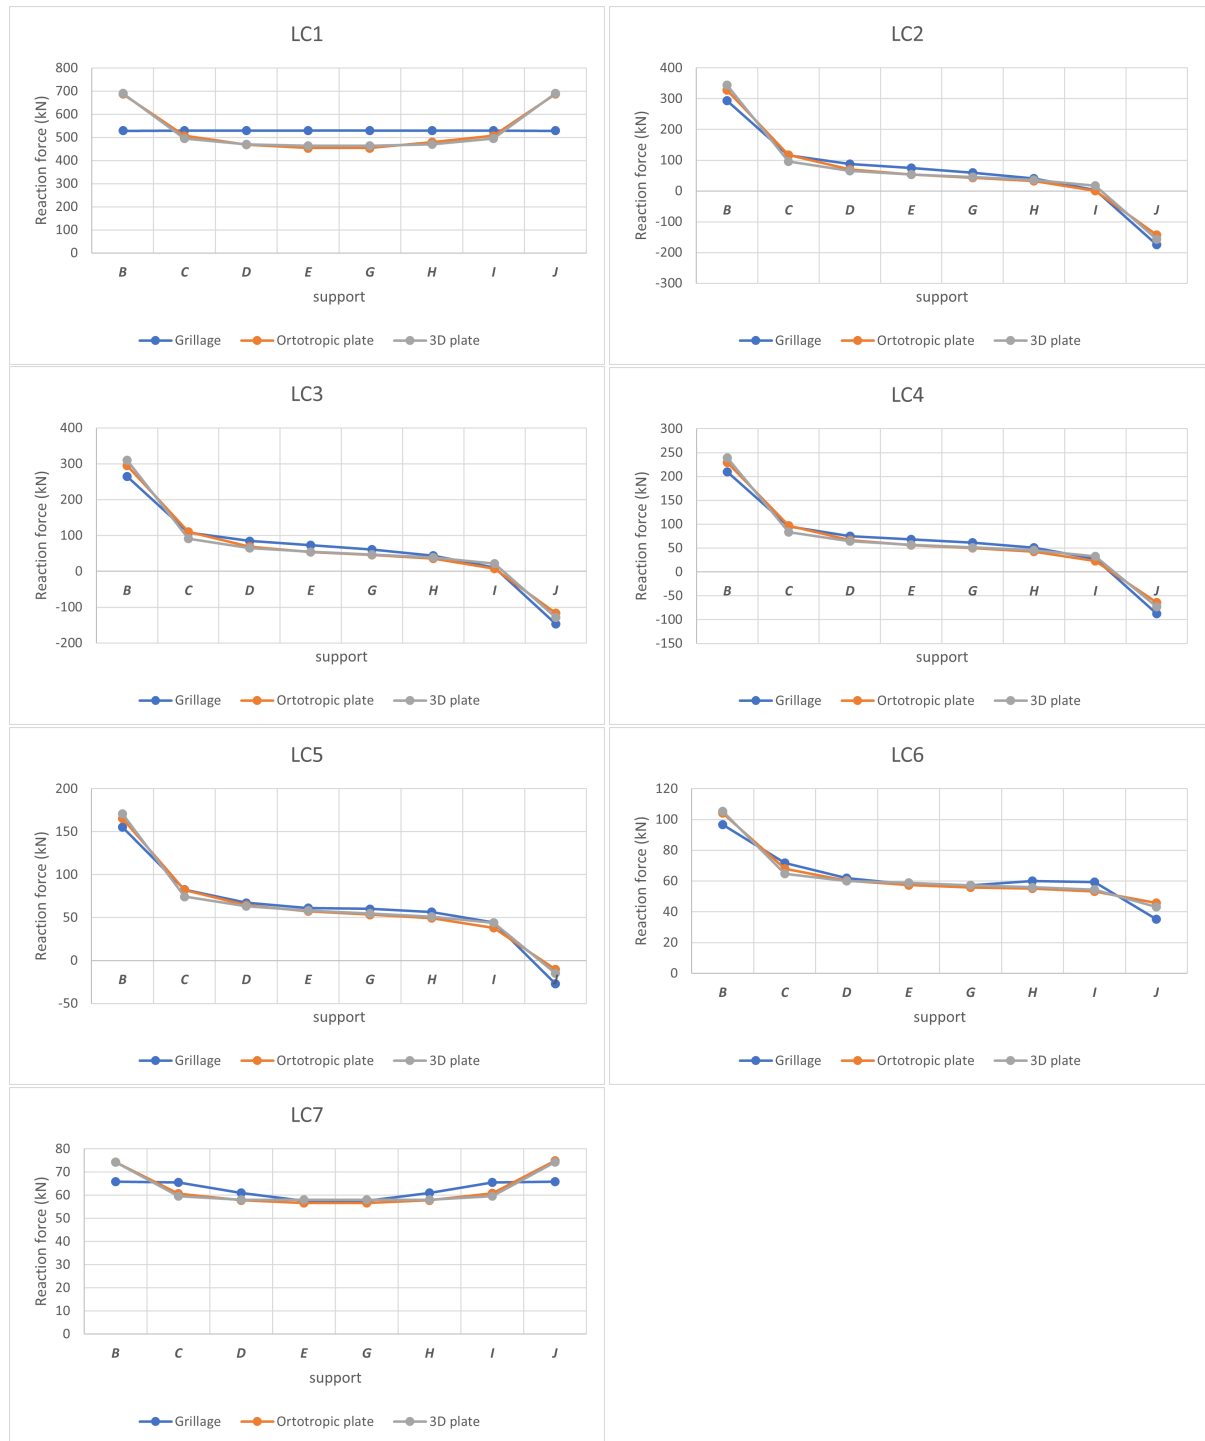 LC1
800
700
600
500
400
300
200
100
0
Reaction force (kN)
B C D E G H I J
support
Grillage Ortotropic plate 3D plate
LC2
400
300
200
100
0
-100
-200
-300
Reaction force (kN)
B C D E G H I J
support
Grillage Ortotropic plate 3D plate
LC3
400
300
200
100
0
-100
-200
Reaction force (kN)
B C D E G H I J
support
Grillage Ortotropic plate 3D plate
LC4
300
250
200
150
100
50
0
-50
-100
-150
Reaction force (kN)
B C D E G H I J
support
Grillage Ortotropic plate 3D plate
LC5
200
150
100
50
0
-50
Reaction force (kN)
B C D E G H I J
support
Grillage Ortotropic plate 3D plate
LC6
120
100
80
60
40
20
0
Reaction force (kN)
B C D E G H I J
support
Grillage Ortotropic plate 3D plate
LC7
80
70
60
50
40
30
20
10
0
Reaction force (kN)
B C D E G H I J
support
Grillage Ortotropic plate 3D plate